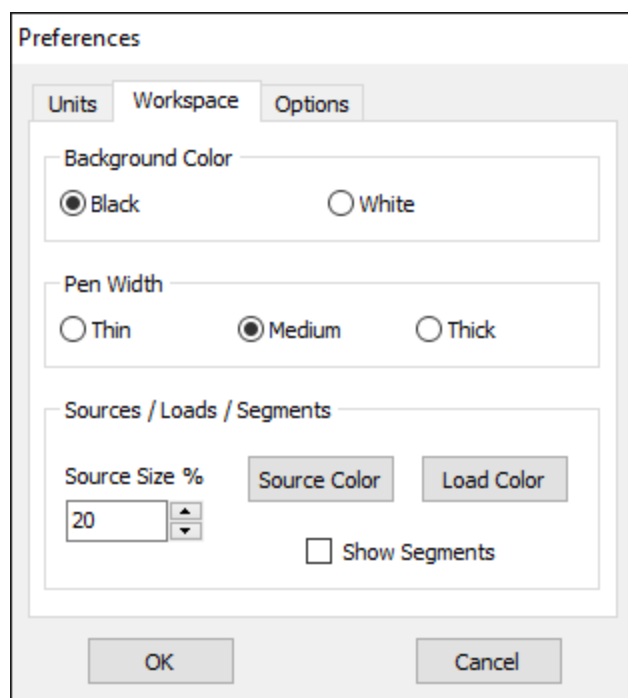 Preferences
Units Workspace Options
Background Color
Black White
Pen Width
Thin Medium Thick
Sources / Loads / Segments
Source Size % Source Color Load Color
20
Show Segments
OK Cancel